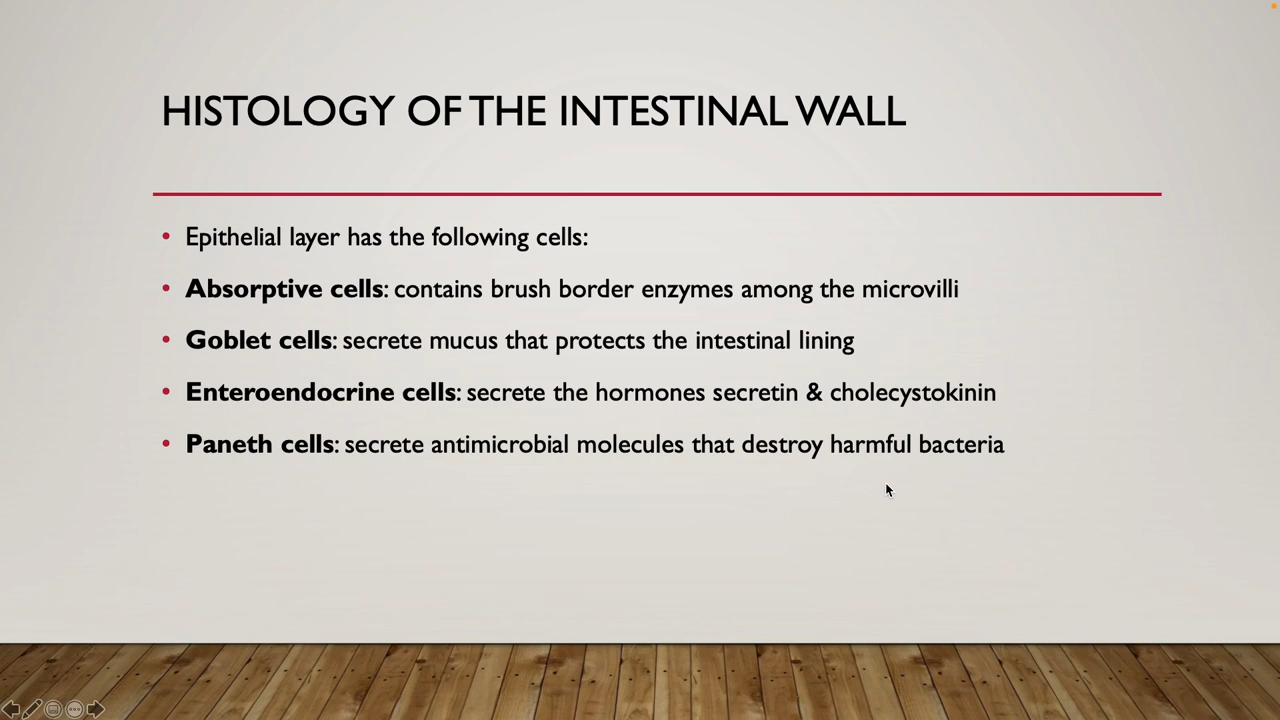 HISTOLOGY OF THE INTESTINAL WALL
• Epithelial layer has the following cells:
• Absorptive cells: contains brush border enzymes among the microvilli
• Goblet cells: secrete mucus that protects the intestinal lining
• Enteroendocrine cells: secrete the hormones secretin & cholecystokinin
• Paneth cells: secrete antimicrobial molecules that destroy harmful bacteria